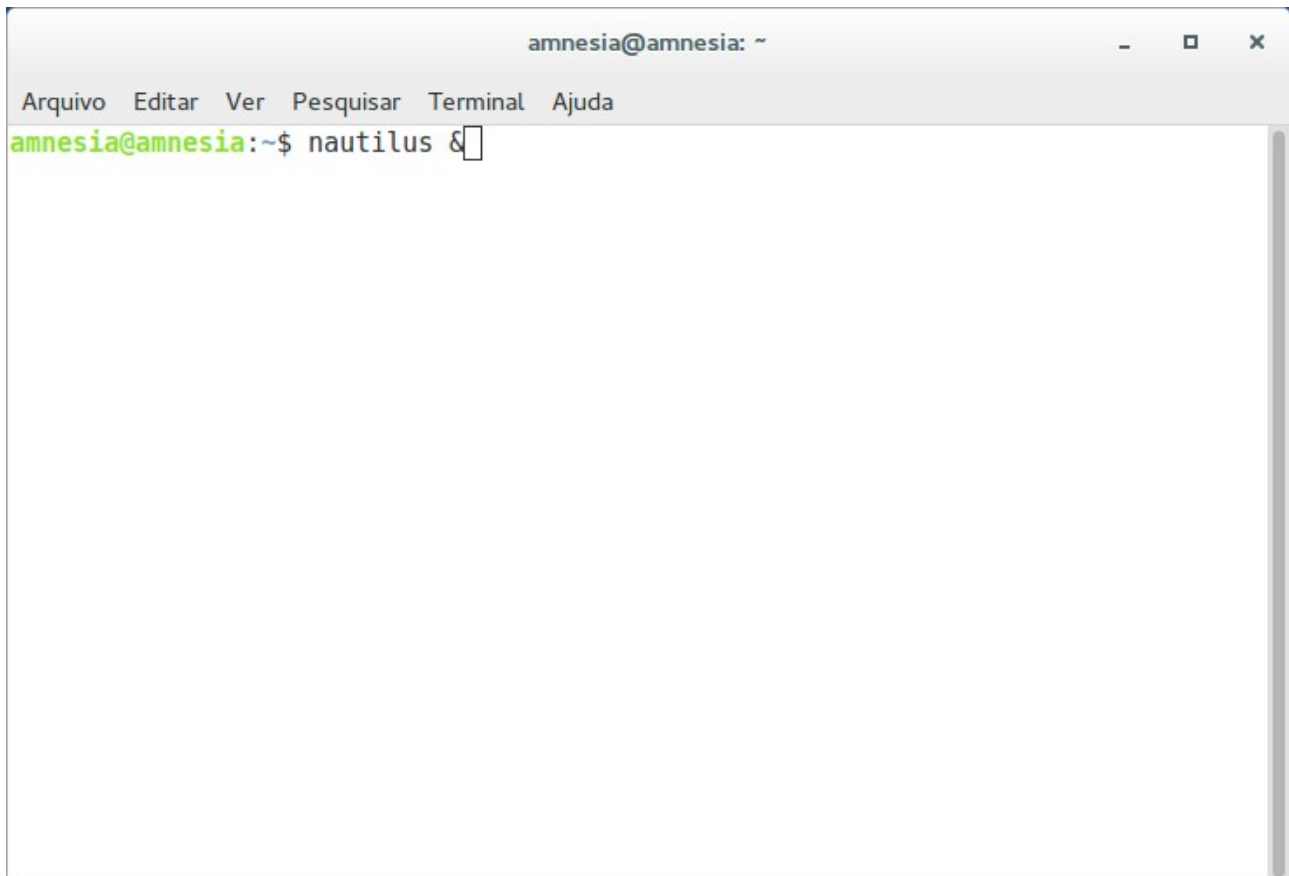 amnesia@amnesia: ~
Arquivo Editar Ver Pesquisar Terminal Ajuda
amnesia@amnesia:~$ nautilus &